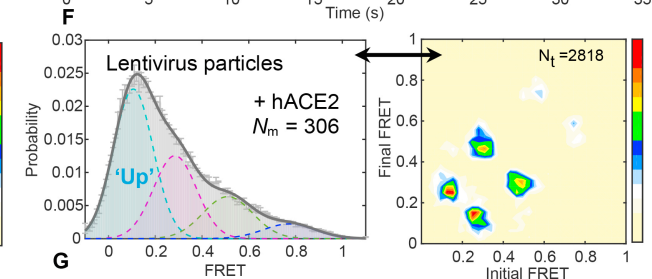 F
Time (s)
0.03
0.025
0.02
0.015
0.01
0.005
0
Probability
Lentivirus particles
+ hACE2
Nm = 306
'Up'
0 0.2 0.4 0.6 0.8 1
FRET
1
0.8
0.6
0.4
0.2
0
Final FRET
Nt =2818
0.2 0.4 0.6 0.8 1
Initial FRET
G